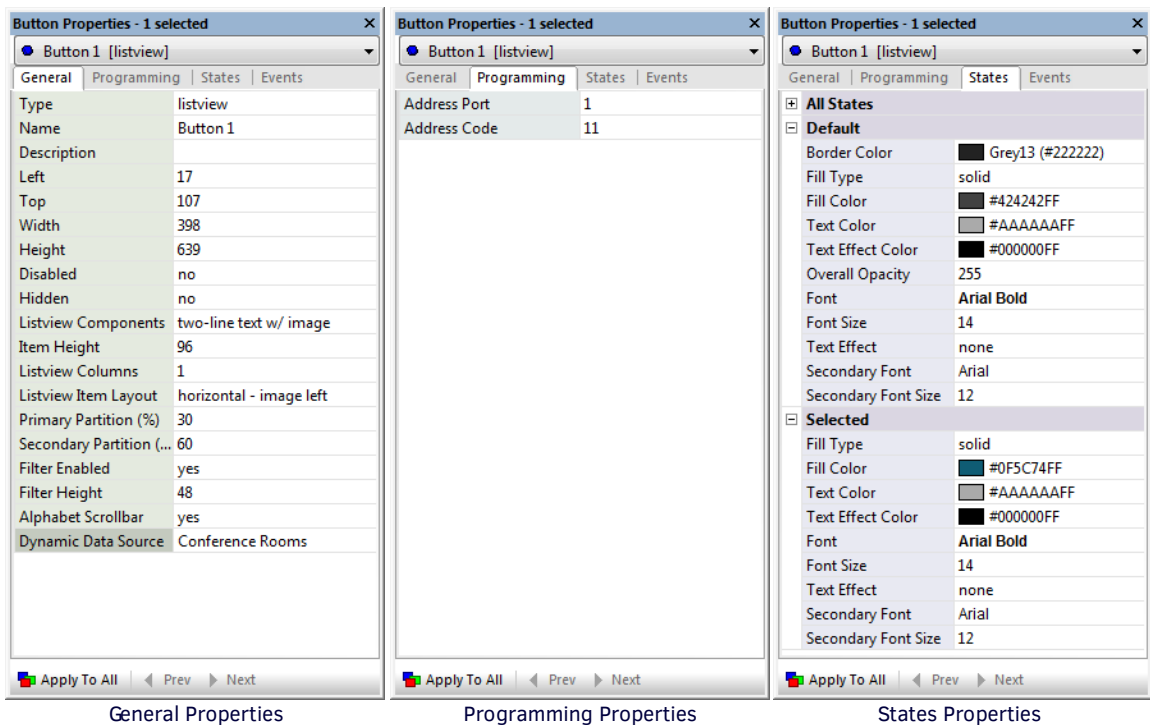 Button Properties - 1 selected
Button 1 [listview]
General Programming States Events
Type listview
Name Button 1
Description
Left 17
Top 107
Width 398
Height 639
Disabled no
Hidden no
Listview Components two-line text w/ image
Item Height 96
Listview Columns 1
Listview Item Layout horizontal - image left
Primary Partition (%) 30
Secondary Partition (... 60
Filter Enabled yes
Filter Height 48
Alphabet Scrollbar yes
Dynamic Data Source Conference Rooms
Apply To All Prev Next
General Properties
Button Properties - 1 selected
Button 1 [listview]
General Programming States Events
Address Port 1
Address Code 11
Apply To All Prev Next
Programming Properties
Button Properties - 1 selected
Button 1 [listview]
General Programming States Events
All States
Default
Border Color Grey13 (#222222)
Fill Type solid
Fill Color #424242FF
Text Color #AAAAAAFF
Text Effect Color #000000FF
Overall Opacity 255
Font Arial Bold
Font Size 14
Text Effect none
Secondary Font Arial
Secondary Font Size 12
Selected
Fill Type solid
Fill Color #0F5C74FF
Text Color #AAAAAAFF
Text Effect Color #000000FF
Font Arial Bold
Font Size 14
Text Effect none
Secondary Font Arial
Secondary Font Size 12
Apply To All Prev Next
States Properties